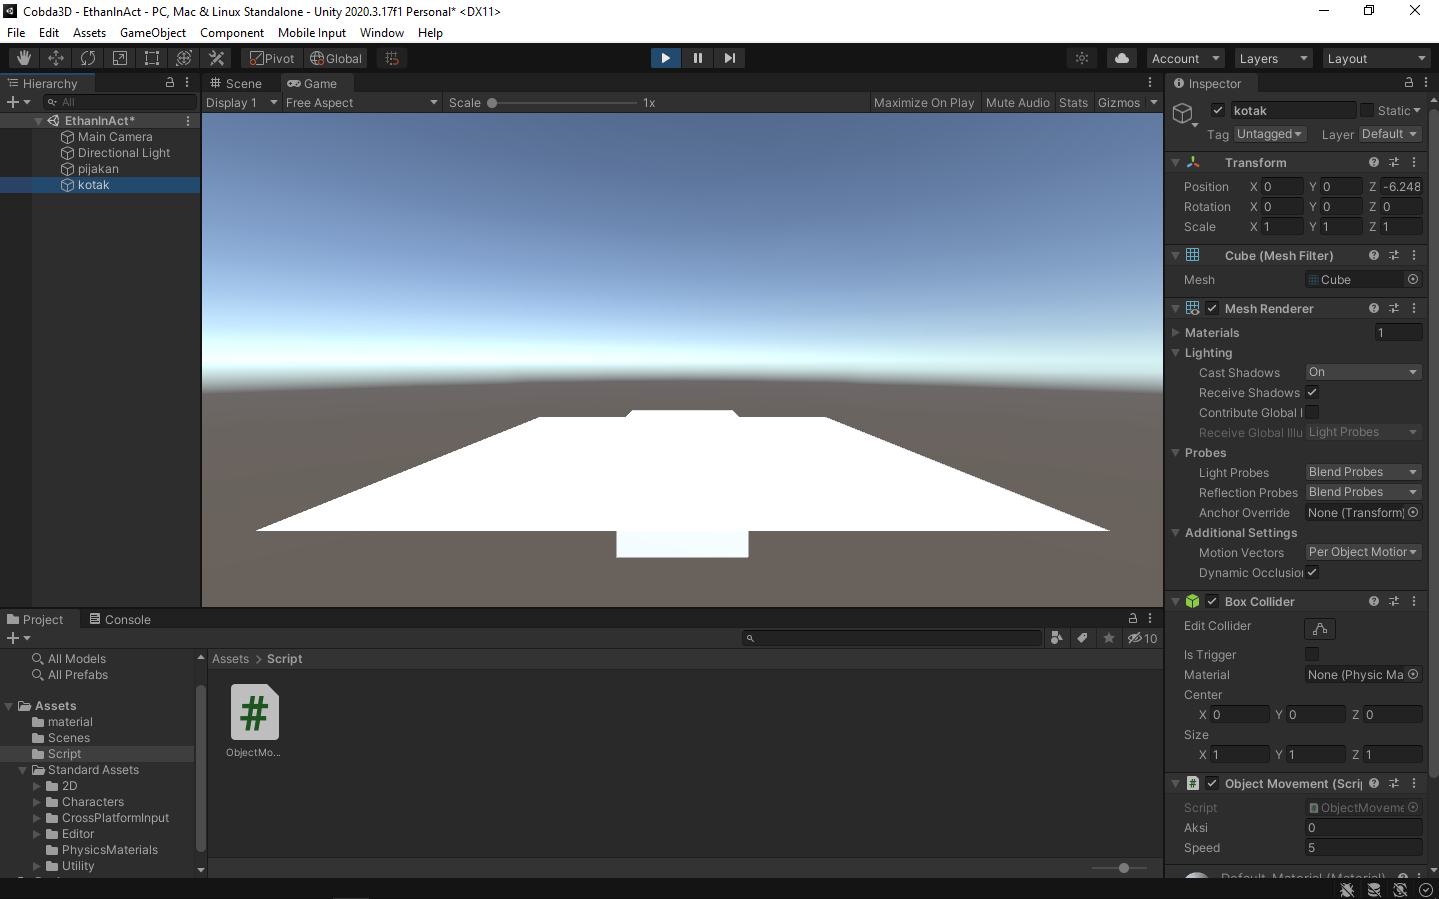 Cobda3D - EthanInAct - PC, Mac & Linux Standalone - Unity 2020.3.17f1 Personal* <DX11>
File Edit Assets GameObject Component Mobile Input Window Help
Pivot Global Account Layers Layout
Hierarchy
All
EthanInAct*
Main Camera
Directional Light
pijakan
kotak
Scene Game
Display 1 Free Aspect Scale 1x Maximize On Play Mute Audio Stats Gizmos
Inspector
kotak Static
Tag Untagged Layer Default
Transform
Position X 0 Y 0 Z -6.248
Rotation X 0 Y 0 Z 0
Scale X 1 Y 1 Z 1
Cube (Mesh Filter)
Mesh Cube
Mesh Renderer
Materials 1
Lighting
Cast Shadows On
Receive Shadows
Contribute Global I
Receive Global Illu Light Probes
Probes
Light Probes Blend Probes
Reflection Probes Blend Probes
Anchor Override None (Transform)
Additional Settings
Motion Vectors Per Object Motior
Dynamic Occlusio
Box Collider
Edit Collider
Is Trigger
Material None (Physic Ma
Center
X 0 Y 0 Z 0
Size
X 1 Y 1 Z 1
Object Movement (Scrip
Script ObjectMoveme
Aksi 0
Speed 5
Default-Material (Material)
Project Console
10
All Models
All Prefabs
Assets
material
Scenes
Script
Standard Assets
2D
Characters
CrossPlatformInput
Editor
PhysicsMaterials
Utility
Assets > Script
#
ObjectMo...